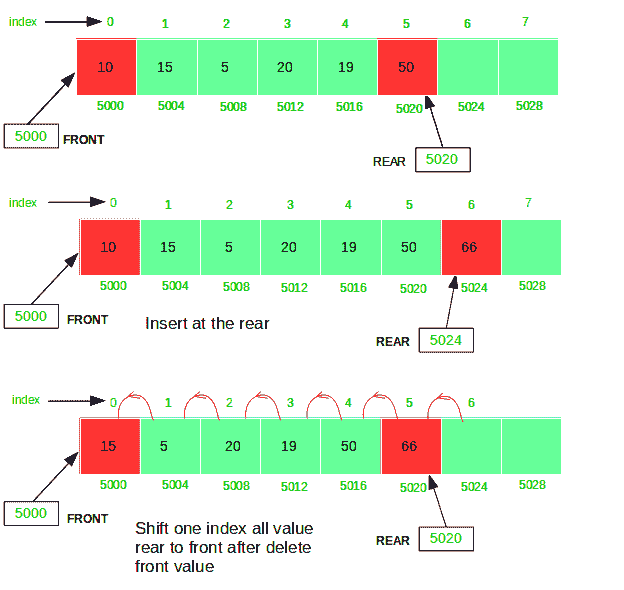 index 0 1 2 3 4 5 6 7
10 15 5 20 19 50
5000 5004 5008 5012 5016 5020 5024 5028
5000 FRONT
REAR 5020
index 0 1 2 3 4 5 6 7
10 15 5 20 19 50 66
5000 5004 5008 5012 5016 5020 5024 5028
5000 FRONT
Insert at the rear
REAR 5024
index 0 1 2 3 4 5 6
15 5 20 19 50 66
5000 5004 5008 5012 5016 5020 5024 5028
5000 FRONT
Shift one index all value
rear to front after delete
front value
REAR 5020